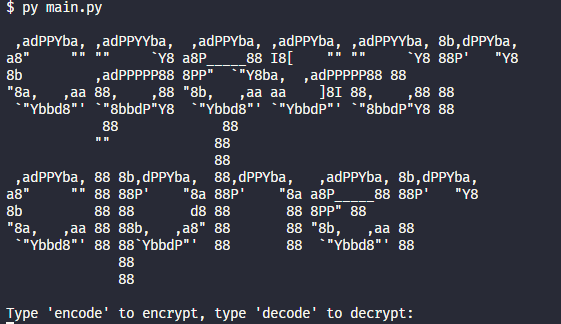 $ py main.py
 ,adPPYba, ,adPPYYba,  ,adPPYba, ,adPPYba, ,adPPYYba, 8b,dPPYba,
a8"     "" ""     `Y8 a8P_____88 I8[    "" ""     `Y8 88P'   "Y8
8b         ,adPPPPP88 8PP"  `"Y8ba,  ,adPPPPP88 88
"8a,   ,aa 88,    ,88 "8b,   ,aa aa    ]8I 88,    ,88 88
 `"Ybbd8"' `"8bbdP"Y8  `"Ybbd8"' `"YbbdP"' `"8bbdP"Y8 88
            88             88
           ""             88
                          88
 ,adPPYba, 88 8b,dPPYba,  88,dPPYba,   ,adPPYba, 8b,dPPYba,
a8"     "" 88 88P'    "8a 88P'    "8a a8P_____88 88P'   "Y8
8b         88 88       d8 88       88 8PP" 88
"8a,   ,aa 88 88b,   ,a8" 88       88 "8b,   ,aa 88
 `"Ybbd8"' 88 88`YbbdP"'  88       88  `"Ybbd8"' 88
              88
              88
Type 'encode' to encrypt, type 'decode' to decrypt: